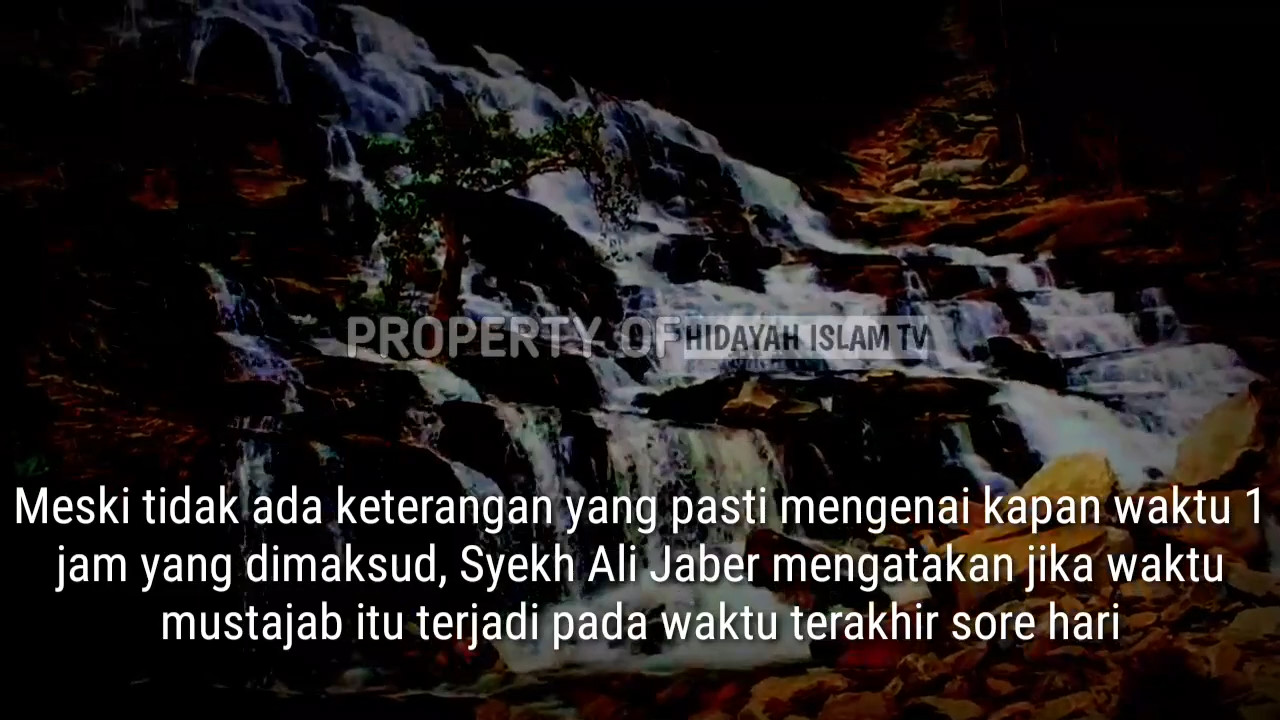 PROPERTY OF HIDAYAH ISLAM TV
Meski tidak ada keterangan yang pasti mengenai kapan waktu 1
jam yang dimaksud, Syekh Ali Jaber mengatakan jika waktu
mustajab itu terjadi pada waktu terakhir sore hari